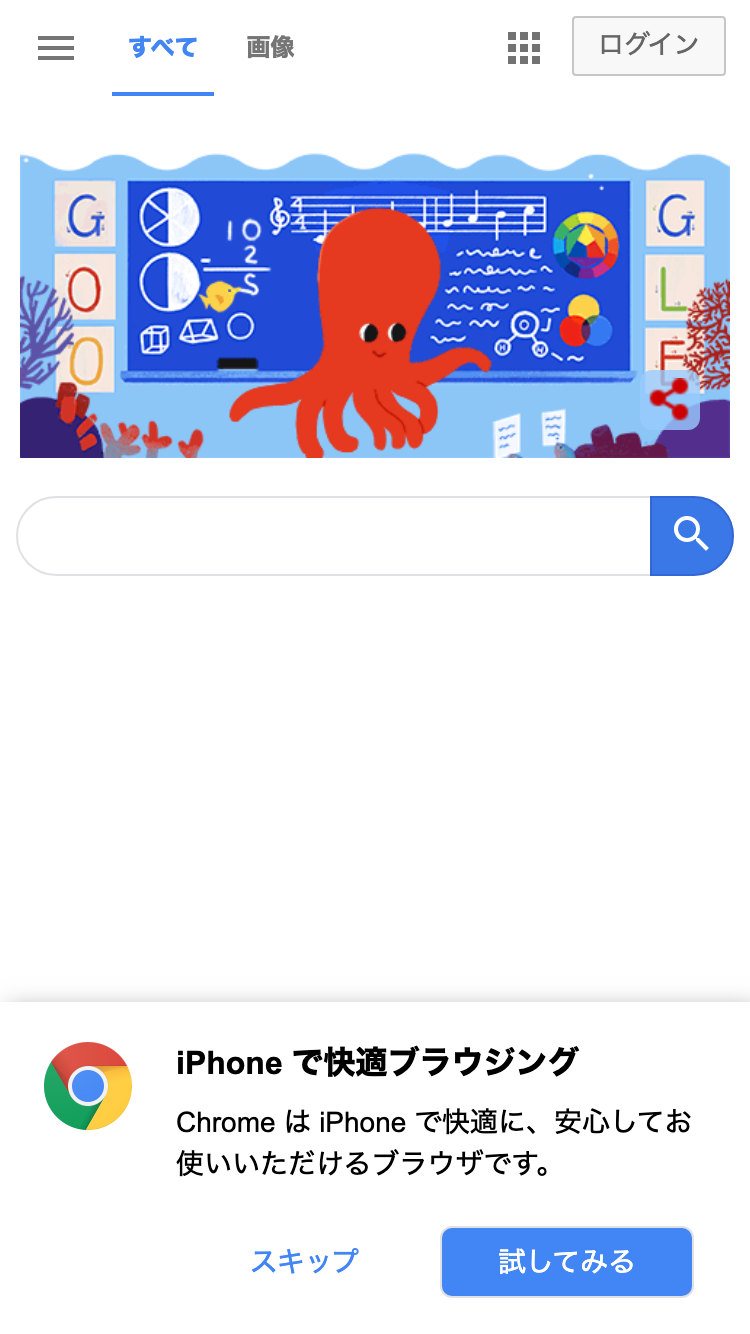 すべて
画像
ログイン
G
O
O
G
L
E
10
- 2
4
4
H
O
H
iPhone で快適ブラウジング
Chrome は iPhone で快適に、安心してお
使いいただけるブラウザです。
スキップ
試してみる